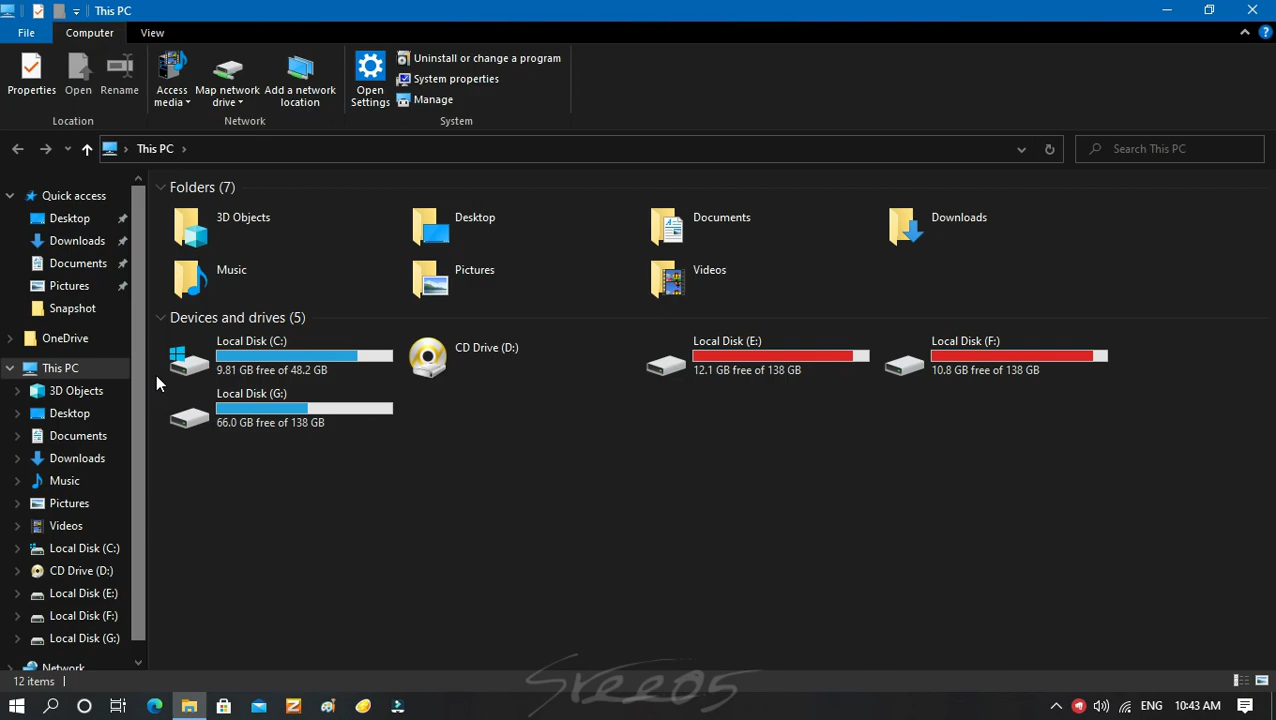 This PC
File Computer View
Properties Open Rename Access media Map network drive Add a network location Open Settings Uninstall or change a program
System properties
Manage
Location Network System
This PC
Search This PC
Quick access
Desktop
Downloads
Documents
Pictures
Snapshot
OneDrive
This PC
3D Objects
Desktop
Documents
Downloads
Music
Pictures
Videos
Local Disk (C:)
CD Drive (D:)
Local Disk (E:)
Local Disk (F:)
Local Disk (G:)
Network
Folders (7)
3D Objects Desktop Documents Downloads
Music Pictures Videos
Devices and drives (5)
Local Disk (C:)
9.81 GB free of 48.2 GB
CD Drive (D:)
Local Disk (E:)
12.1 GB free of 138 GB
Local Disk (F:)
10.8 GB free of 138 GB
Local Disk (G:)
66.0 GB free of 138 GB
12 items
Sree05
ENG 10:43 AM